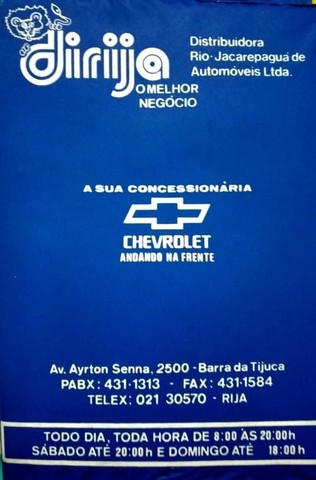 dirija
O MELHOR
NEGÓCIO
Distribuidora
Rio-Jacarepaguá de
Automóveis Ltda.
A SUA CONCESSIONÁRIA
CHEVROLET
ANDANDO NA FRENTE
Av. Ayrton Senna, 2500 - Barra da Tijuca
PABX: 431-1313 - FAX: 431-1584
TELEX: 021 30570 - RIJA
TODO DIA, TODA HORA DE 8:00 ÀS 20:00h
SÁBADO ATÉ 20:00h E DOMINGO ATÉ 18:00h